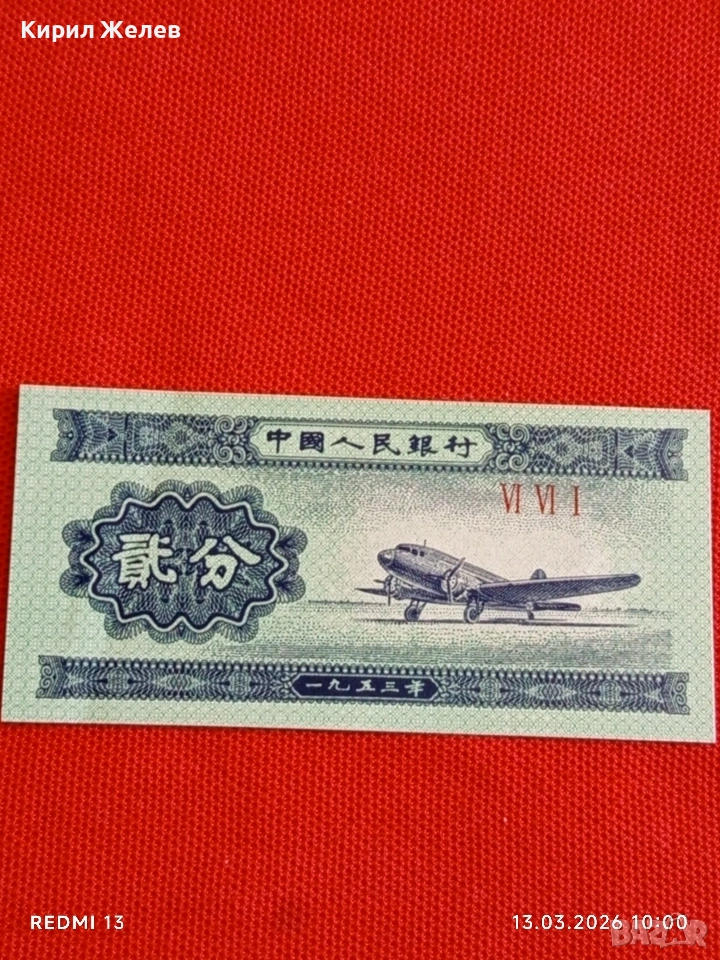 Кирил Желев
中國人民銀行
VI VI I
貳分
一九五三年
REDMI 13
13.03.2026 10:00
BAZAR